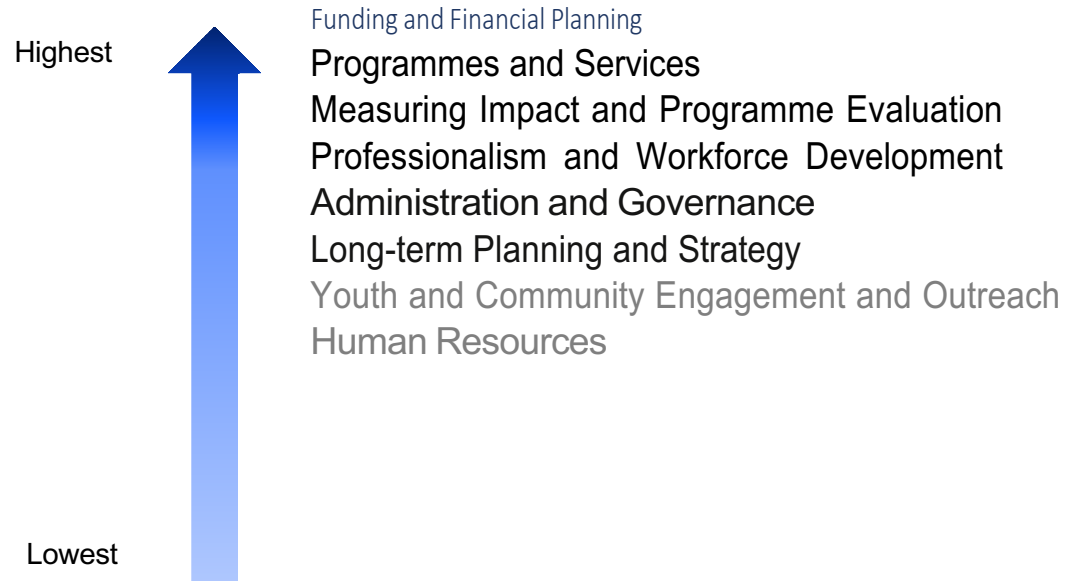 Funding and Financial Planning
Highest
Programmes and Services
Measuring Impact and Programme Evaluation
Professionalism and Workforce Development
Administration and Governance
Long-term Planning and Strategy
Youth and Community Engagement and Outreach
Human Resources
Lowest